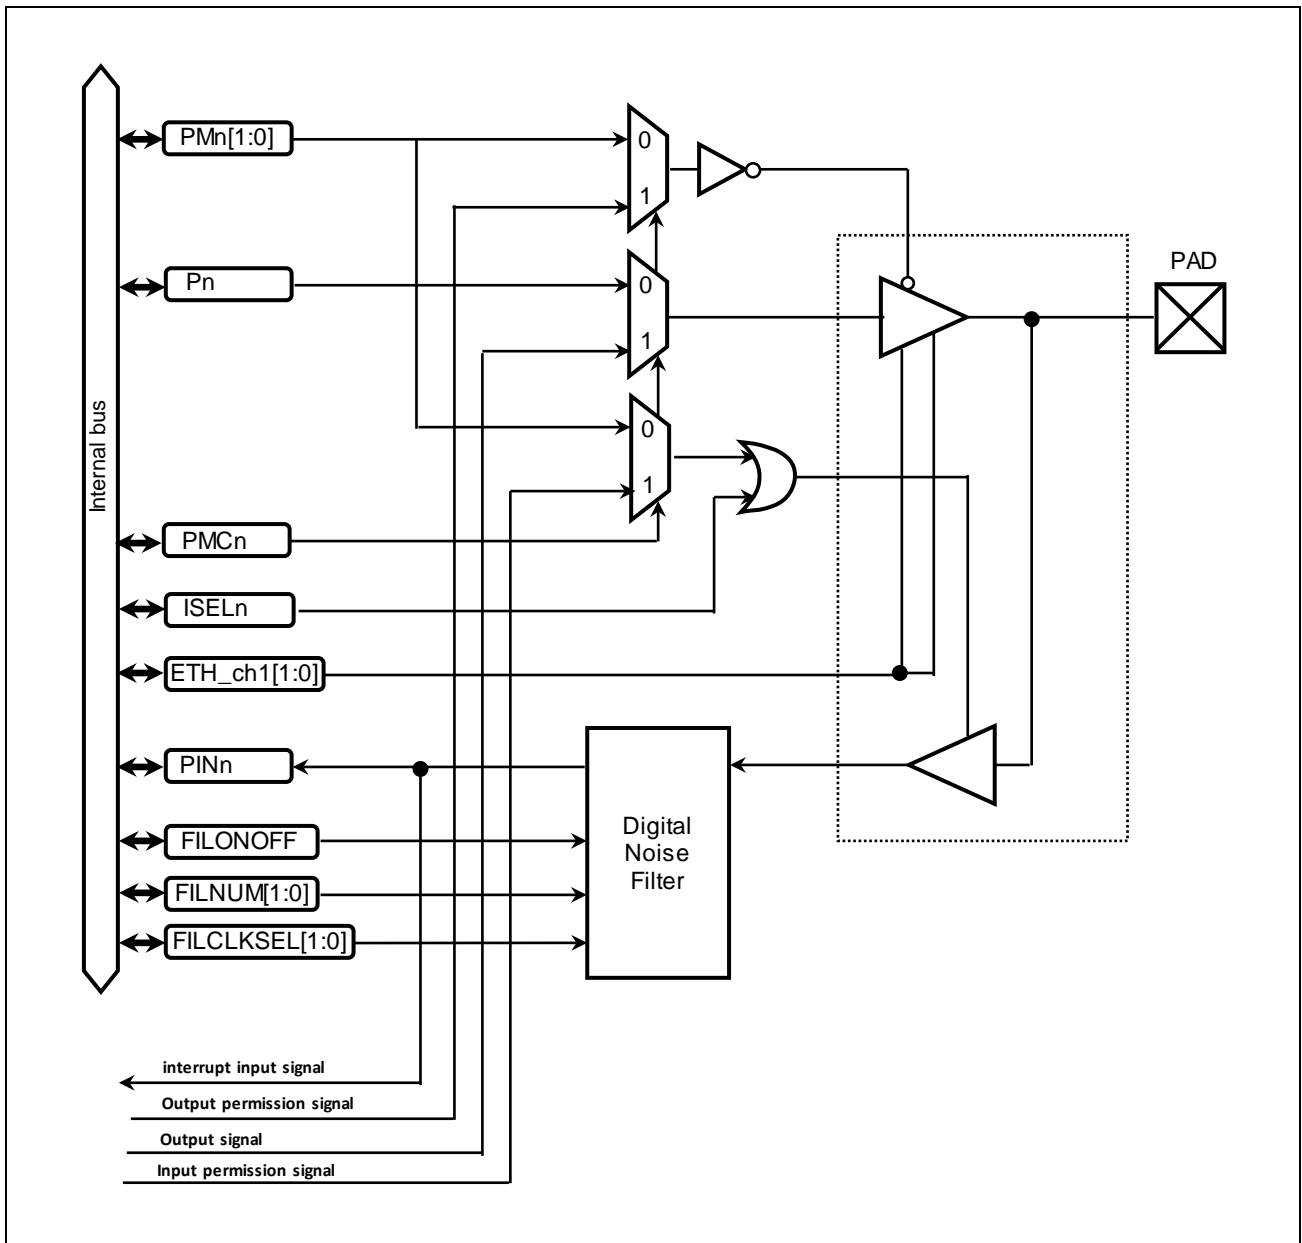 PMn[1:0]
0
1
PAD
Pn
0
1
Internal bus
0
1
PMCn
ISELn
ETH_ch1[1:0]
PINn
Digital
Noise
Filter
FILONOFF
FILNUM[1:0]
FILCLKSEL[1:0]
interrupt input signal
Output permission signal
Output signal
Input permission signal